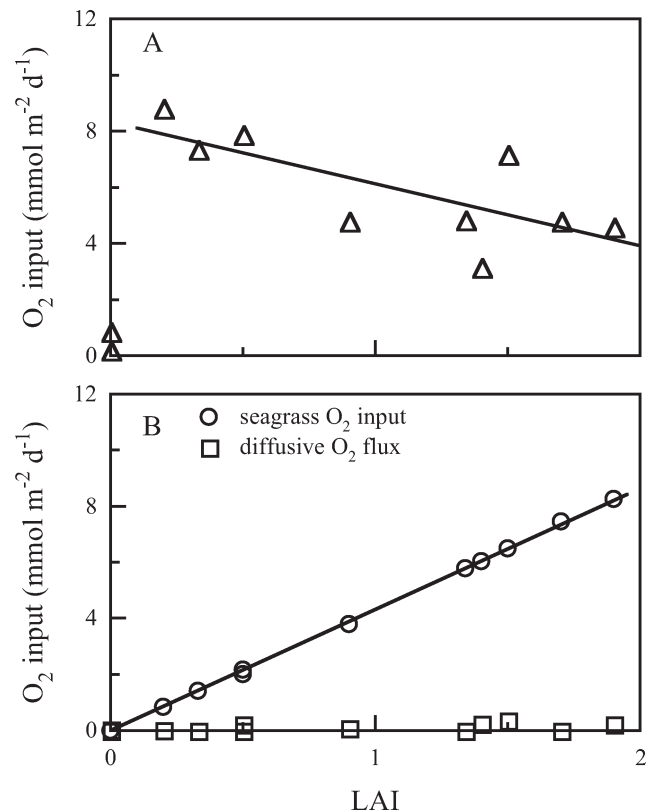 12
A
8
4
0
O2 input (mmol m-2 d-1)
12
B
seagrass O2 input
diffusive O2 flux
8
4
0
O2 input (mmol m-2 d-1)
0 1 2
LAI